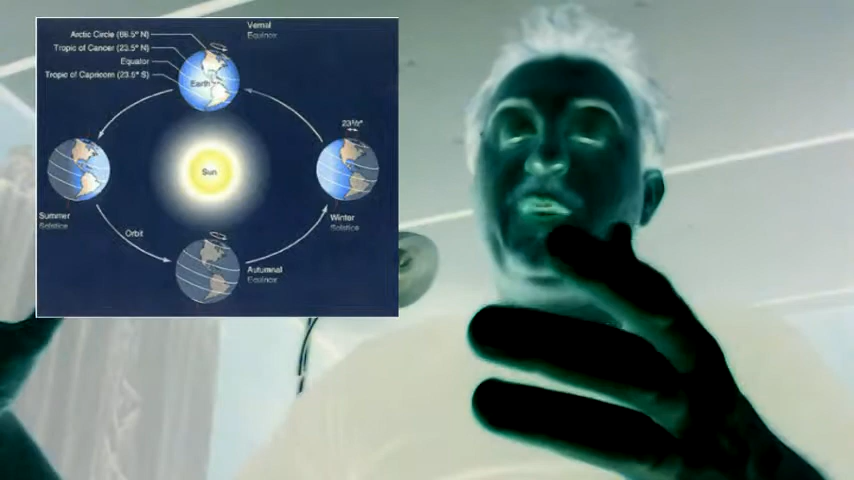 Vernal
Equinox
Arctic Circle (66.5° N)
Tropic of Cancer (23.5° N)
Equator
Tropic of Capricorn (23.5° S)
Earth
23½°
Sun
Summer
Solstice
Winter
Solstice
Orbit
Autumnal
Equinox